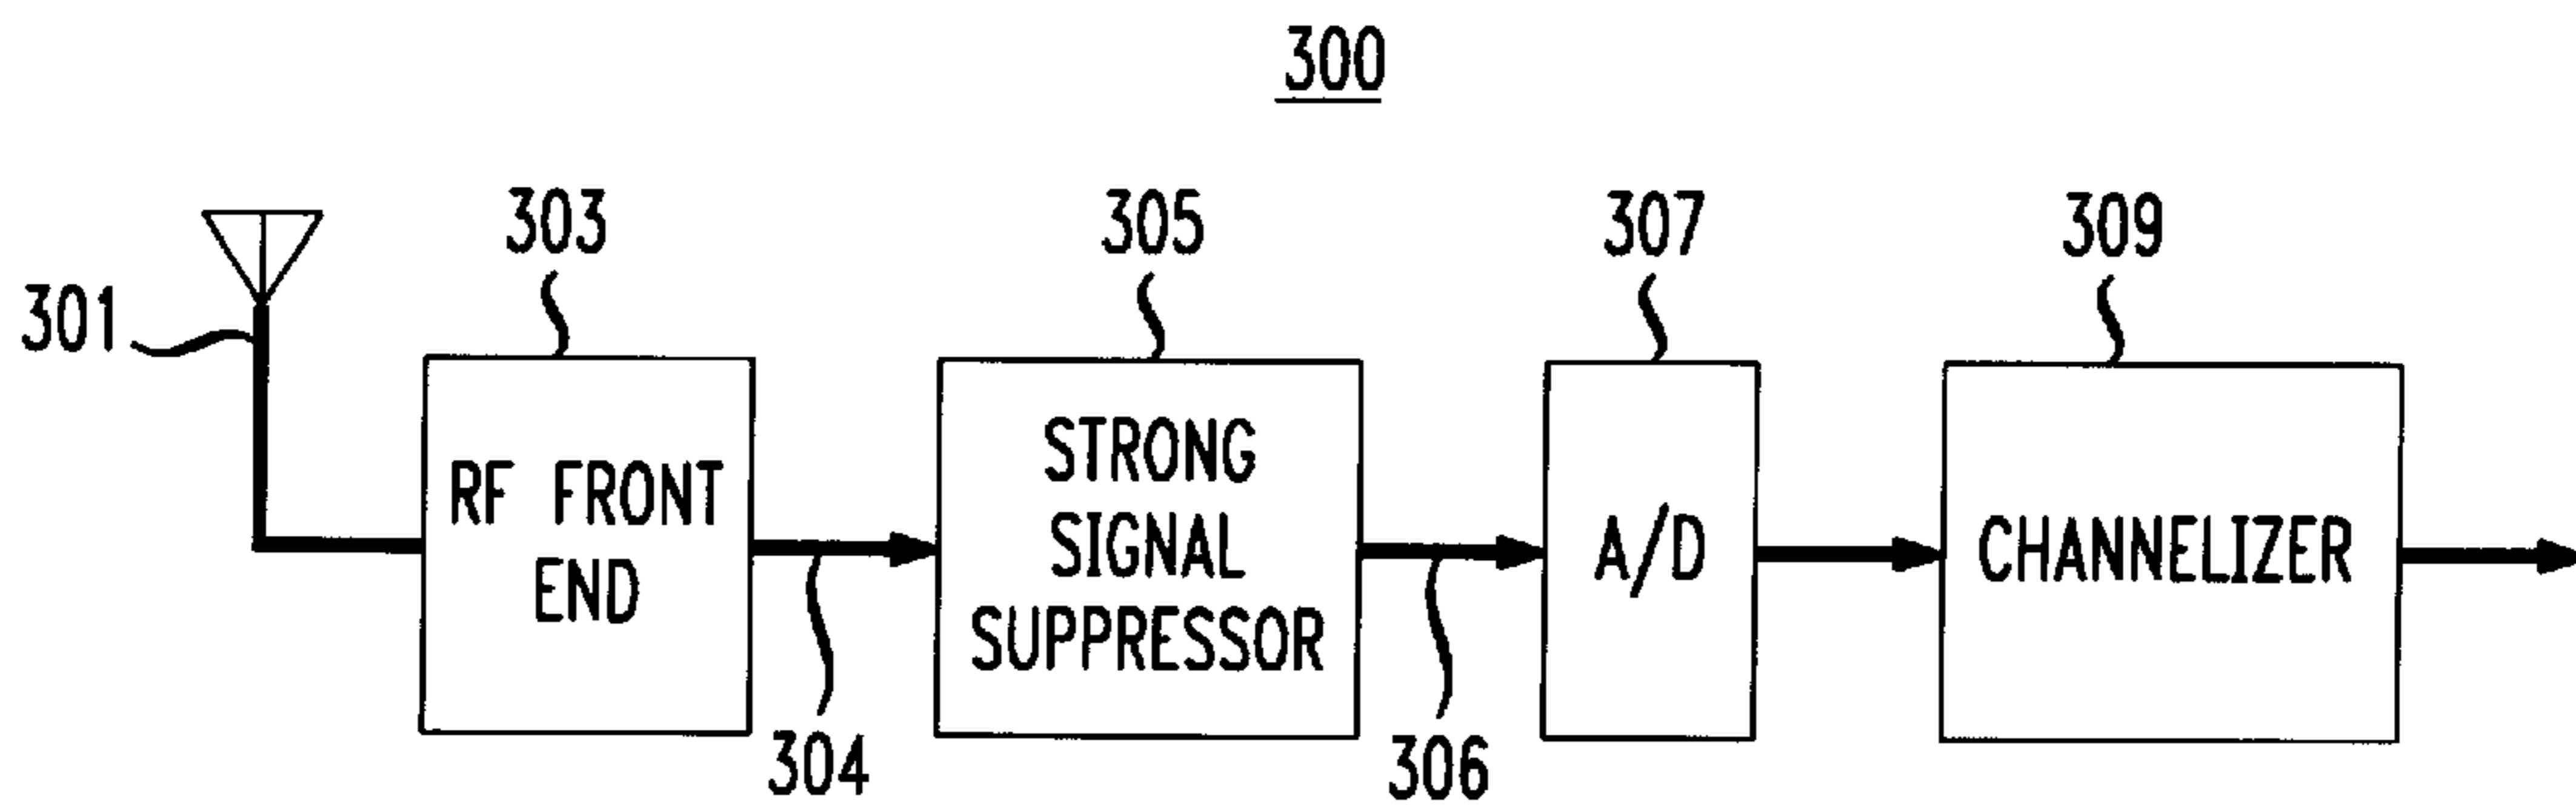 300
301
303
305
307
309
RF FRONT
END
STRONG
SIGNAL
SUPPRESSOR
A/D
CHANNELIZER
304
306